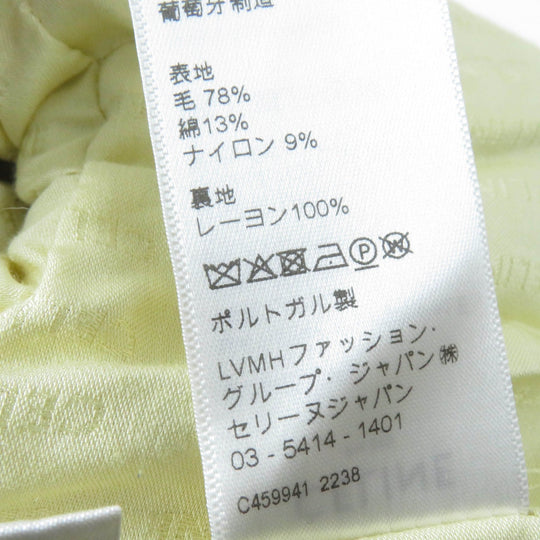 葡萄牙制造
表地
毛 78%
綿13%
ナイロン 9%
裏地
レーヨン100%
P W
ポルトガル製
LVMHファッション・
グループ・ジャパン㈱
セリーヌジャパン
03 - 5414 - 1401
C459941 2238